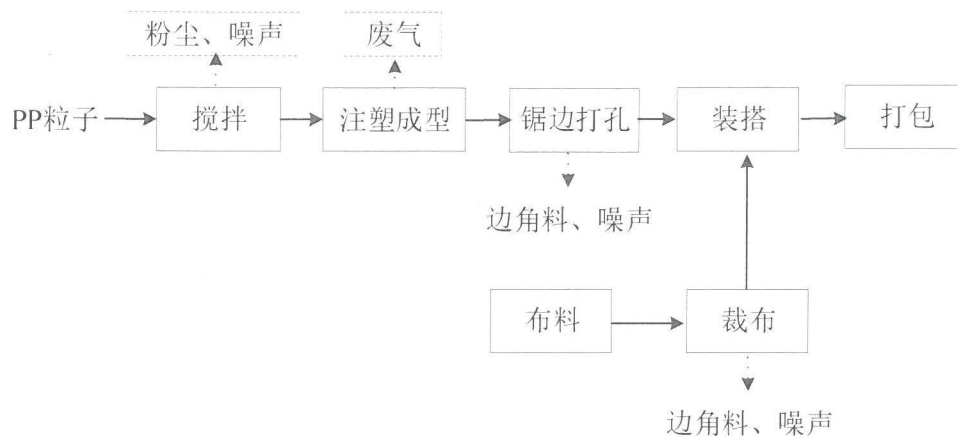 粉尘、噪声
废气
PP粒子
搅拌
注塑成型
锯边打孔
装搭
打包
边角料、噪声
布料
裁布
边角料、噪声